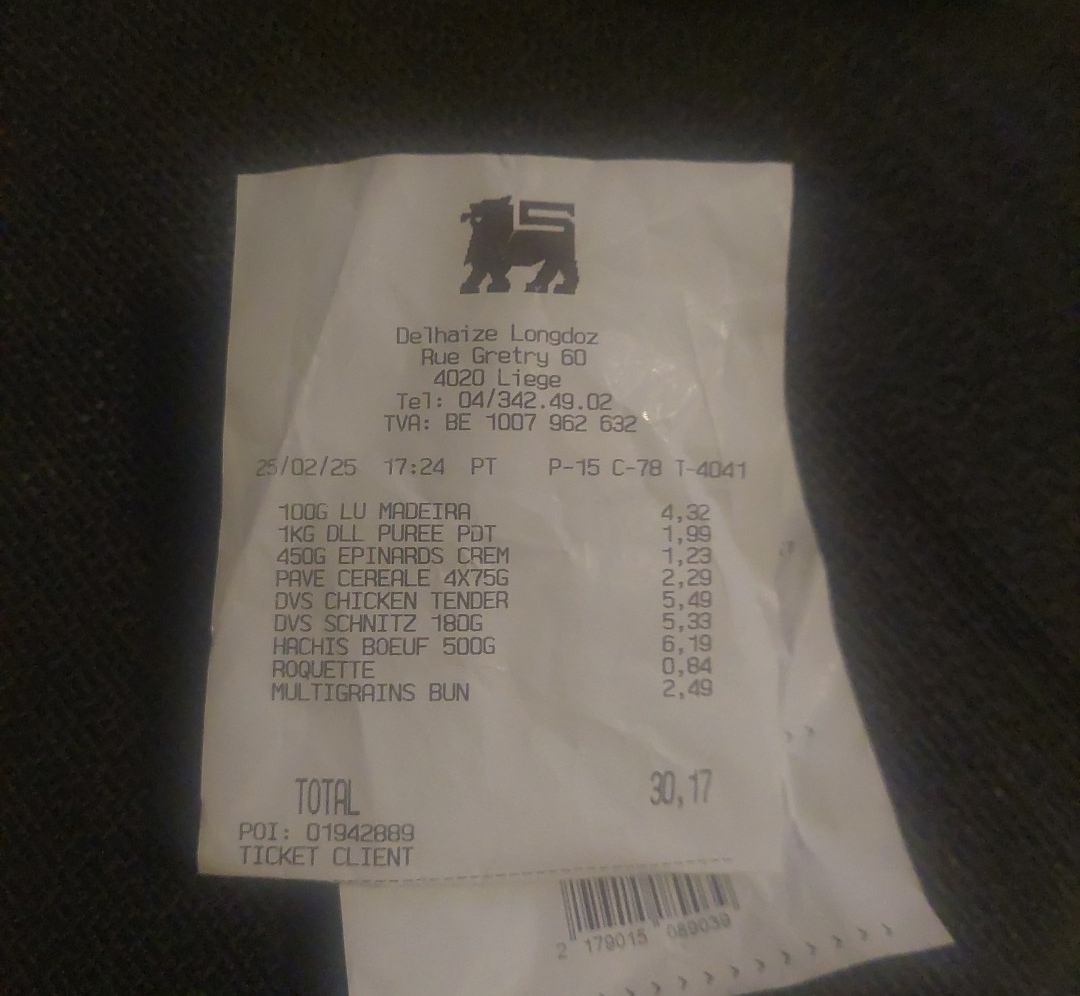 Delhaize Longdoz
Rue Gretry 60
4020 Liege
Tel: 04/342.49.02
TVA: BE 1007 962 632
25/02/25 17:24 PT P-15 C-78 T-4041
100G LU MADEIRA 4,32
1KG DLL PUREE PDT 1,99
450G EPINARDS CREM 1,23
PAVE CEREALE 4X75G 2,29
DVS CHICKEN TENDER 5,49
DVS SCHNITZ 180G 5,33
HACHIS BOEUF 500G 6,19
ROQUETTE 0,84
MULTIGRAINS BUN 2,49
TOTAL 30,17
POI: 01942889
TICKET CLIENT
2 179015 089039